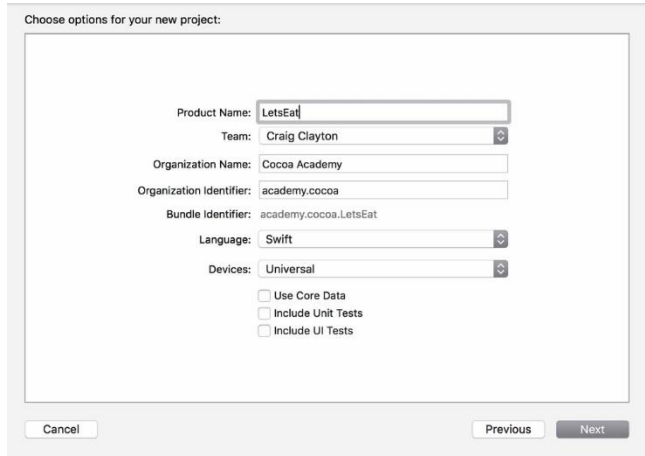 Choose options for your new project:
Product Name: LetsEat
Team: Craig Clayton
Organization Name: Cocoa Academy
Organization Identifier: academy.cocoa
Bundle Identifier: academy.cocoa.LetsEat
Language: Swift
Devices: Universal
Use Core Data
Include Unit Tests
Include UI Tests
Cancel Previous Next